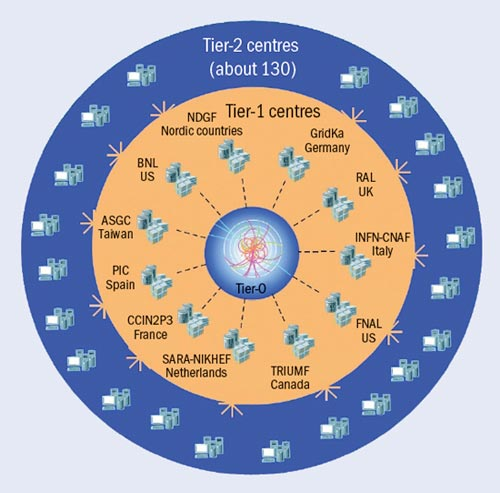 Tier-2 centres
(about 130)
Tier-1 centres
NDGF
Nordic countries
GridKa
Germany
BNL
US
RAL
UK
ASGC
Taiwan
INFN-CNAF
Italy
Tier-0
PIC
Spain
CCIN2P3
France
FNAL
US
SARA-NIKHEF
Netherlands
TRIUMF
Canada